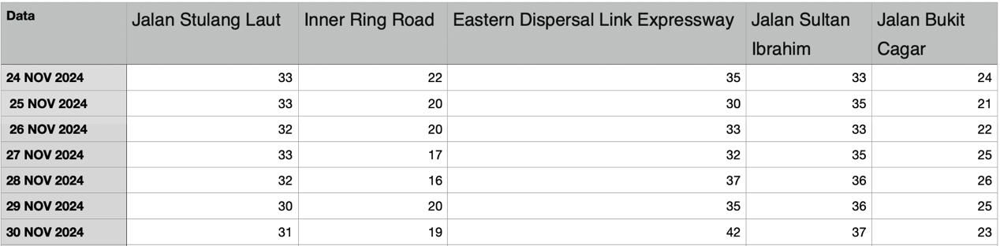 Data Jalan Stulang Laut Inner Ring Road Eastern Dispersal Link Expressway Jalan Sultan Ibrahim Jalan Bukit Cagar
24 NOV 2024 33 22 35 33 24
25 NOV 2024 33 20 30 35 21
26 NOV 2024 32 20 33 33 22
27 NOV 2024 33 17 32 35 25
28 NOV 2024 32 16 37 36 26
29 NOV 2024 30 20 35 36 25
30 NOV 2024 31 19 42 37 23